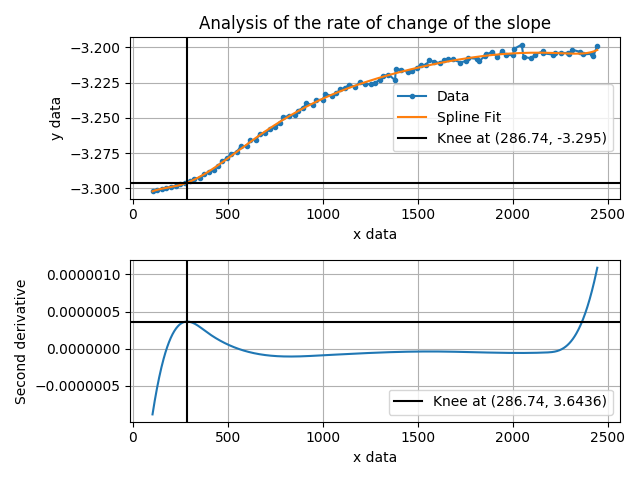 Analysis of the rate of change of the slope
−3.200
−3.225
−3.250
−3.275
−3.300
y data
Data
Spline Fit
Knee at (286.74, -3.295)
0 500 1000 1500 2000 2500
x data
0.0000010
0.0000005
0.0000000
−0.0000005
Second derivative
Knee at (286.74, 3.6436)
0 500 1000 1500 2000 2500
x data